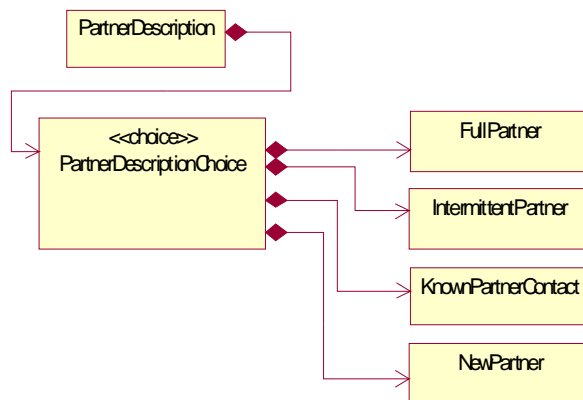 PartnerDescription
<<choice>>
PartnerDescriptionChoice
FullPartner
IntermittentPartner
KnownPartnerContact
NewPartner